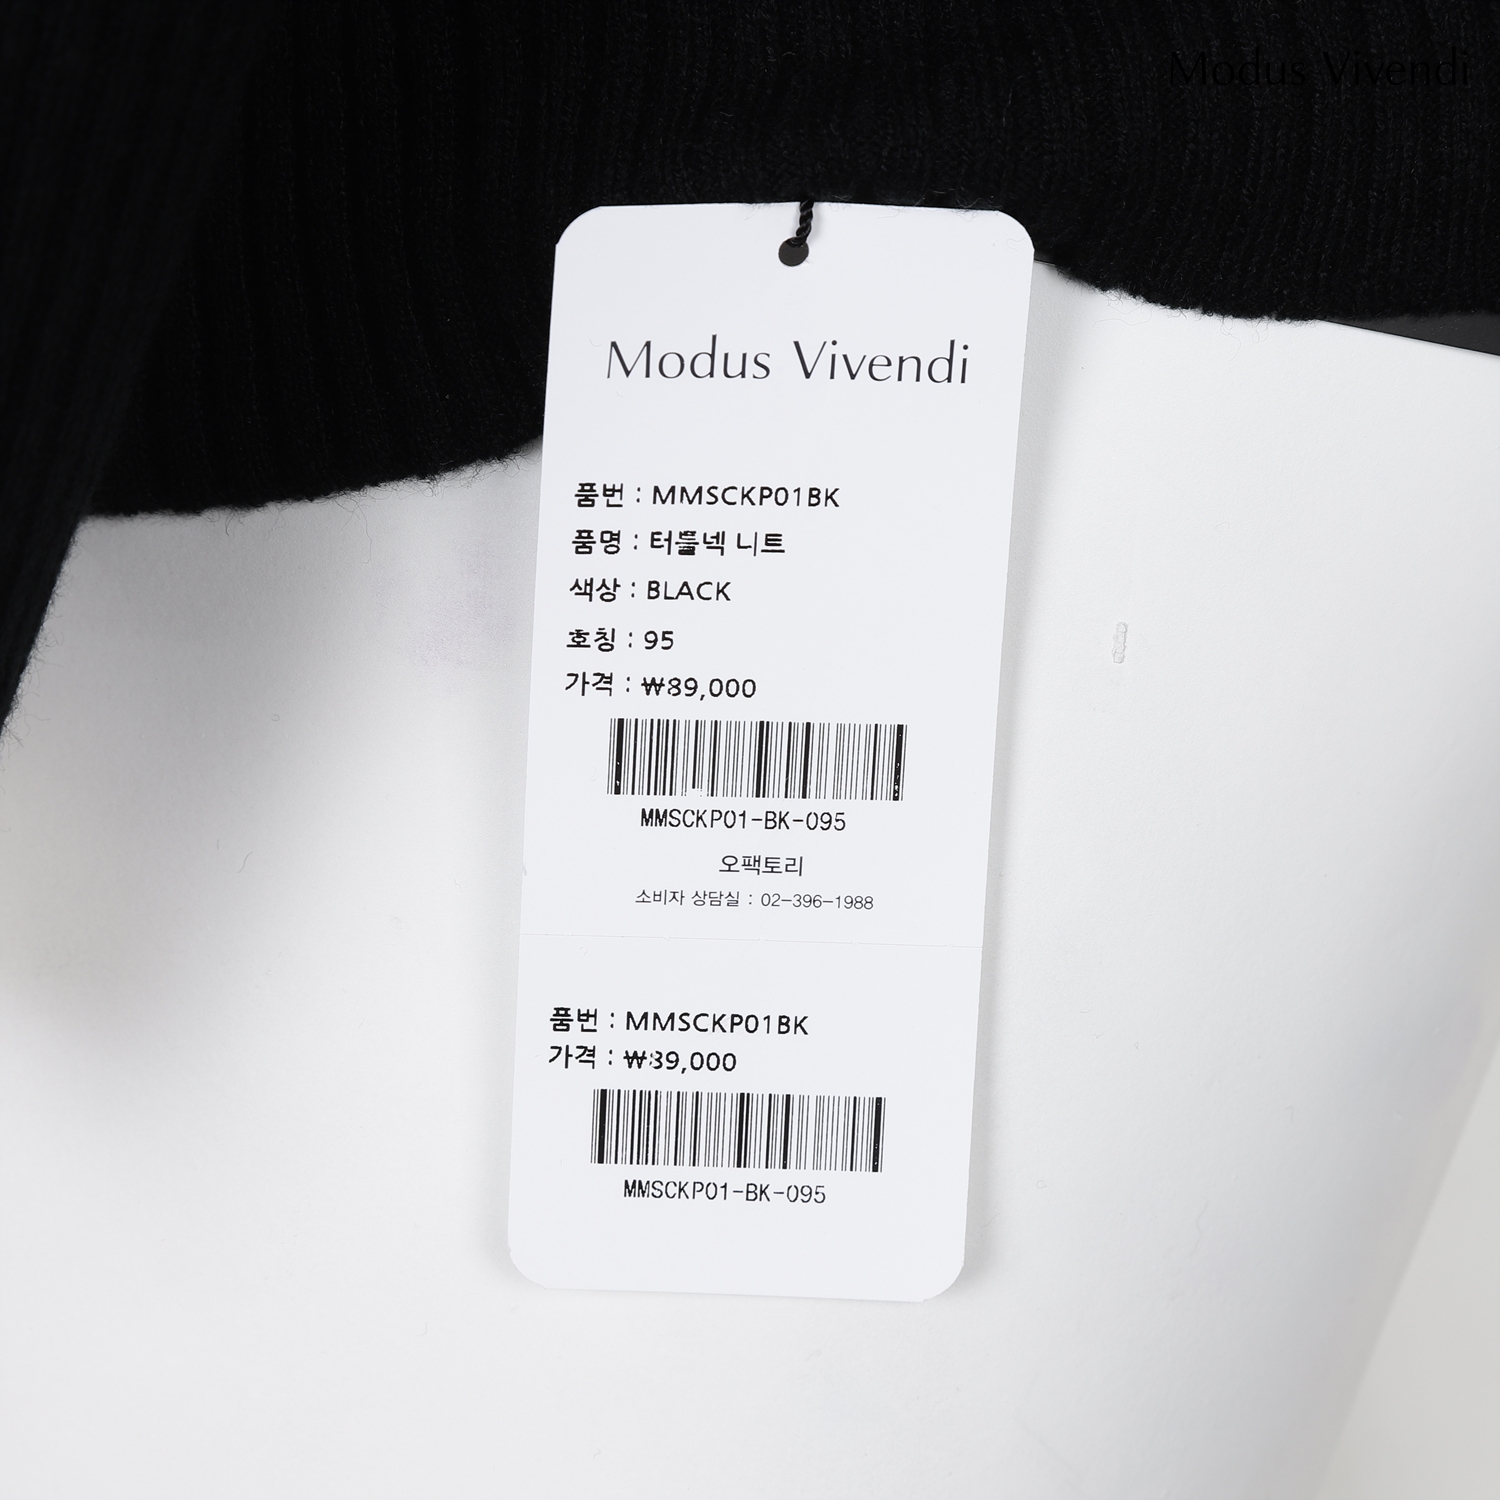 Modus Vivendi
Modus Vivendi
품번 : MMSCKP01BK
품명 : 터틀넥 니트
색상 : BLACK
호칭 : 95
가격 : ₩89,000
MMSCKP01-BK-095
오팩토리
소비자 상담실 : 02-396-1988
품번 : MMSCKP01BK
가격 : ₩89,000
MMSCKP01-BK-095